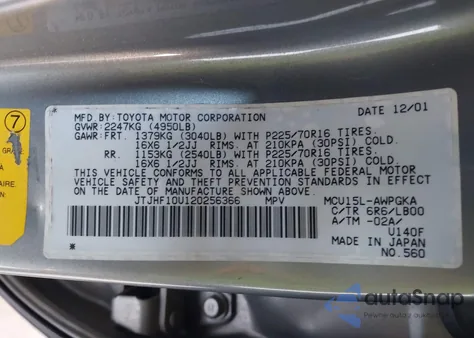 MFD.BY:TOYOTA MOTOR CORPORATION DATE 12/01
GVWR:2247KG (4950LB)
GAWR:FRT. 1379KG (3040LB) WITH P225/70R16 TIRES.
16X6 1/2JJ RIMS. AT 210KPA (30PSI) COLD.
RR. 1153KG (2540LB) WITH P225/70R16 TIRES.
16X6 1/2JJ RIMS. AT 210KPA (30PSI) COLD.
THIS VEHICLE CONFORMS TO ALL APPLICABLE FEDERAL MOTOR
VEHICLE SAFETY AND BUMPER STANDARDS IN EFFECT ON
THE DATE OF MANUFACTURE SHOWN ABOVE.
JTJHF10U120256366 MPV MCU15L-AWPGKA
C/TR 6R6/LB00
A/TM -02A/
U140F
MADE IN JAPAN
NO.560
7
AIRE.
autoSnap